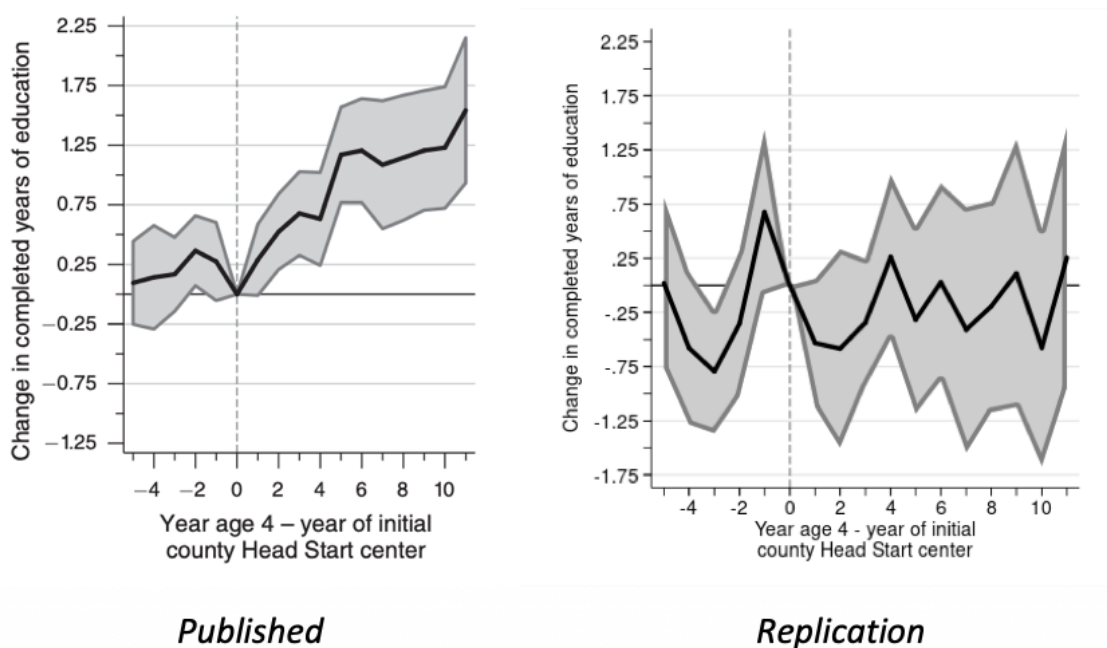 Change in completed years of education
2.25
1.75
1.25
0.75
0.25
−0.25
−0.75
−1.25
−4 −2 0 2 4 6 8 10
Year age 4 – year of initial
county Head Start center
Published
Change in completed years of education
2.25
1.75
1.25
.75
.25
-.25
-.75
-1.25
-1.75
-4 -2 0 2 4 6 8 10
Year age 4 - year of initial
county Head Start center
Replication